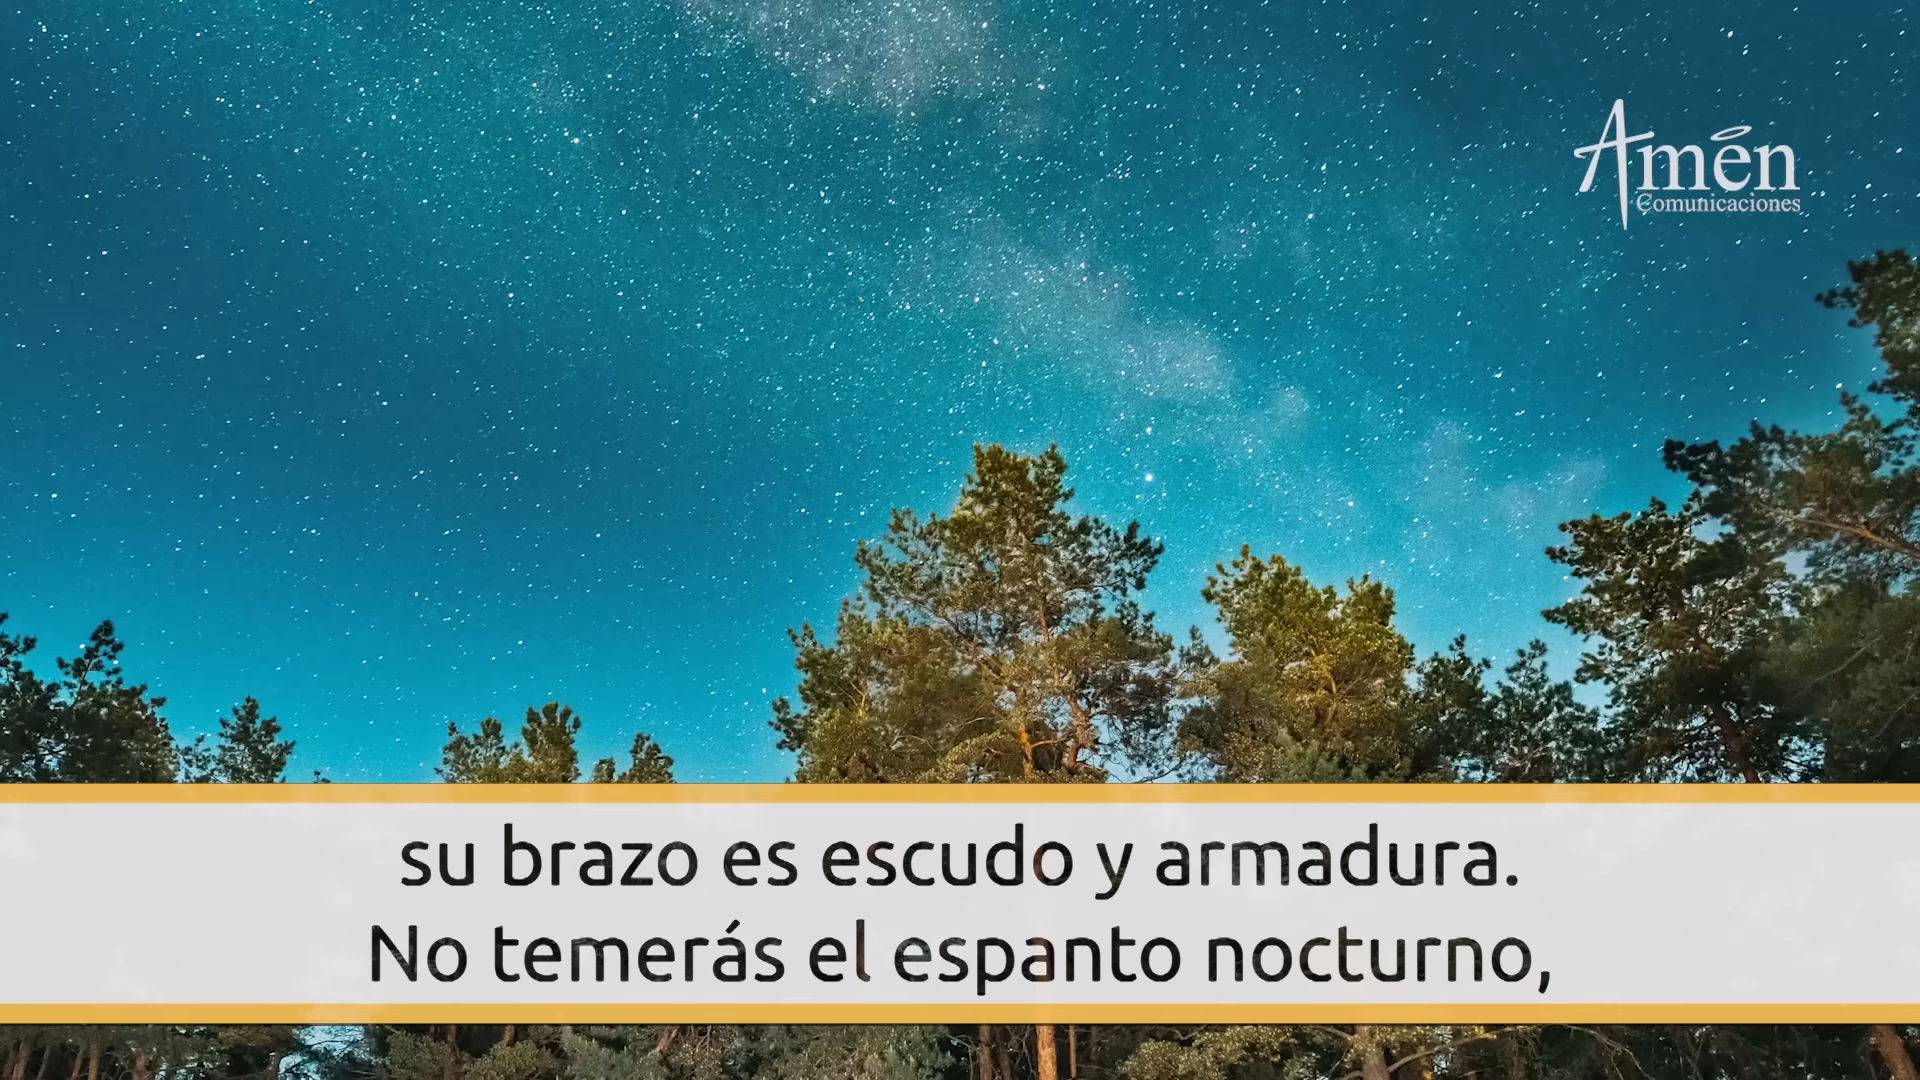 Amén
Comunicaciones
su brazo es escudo y armadura.
No temerás el espanto nocturno,